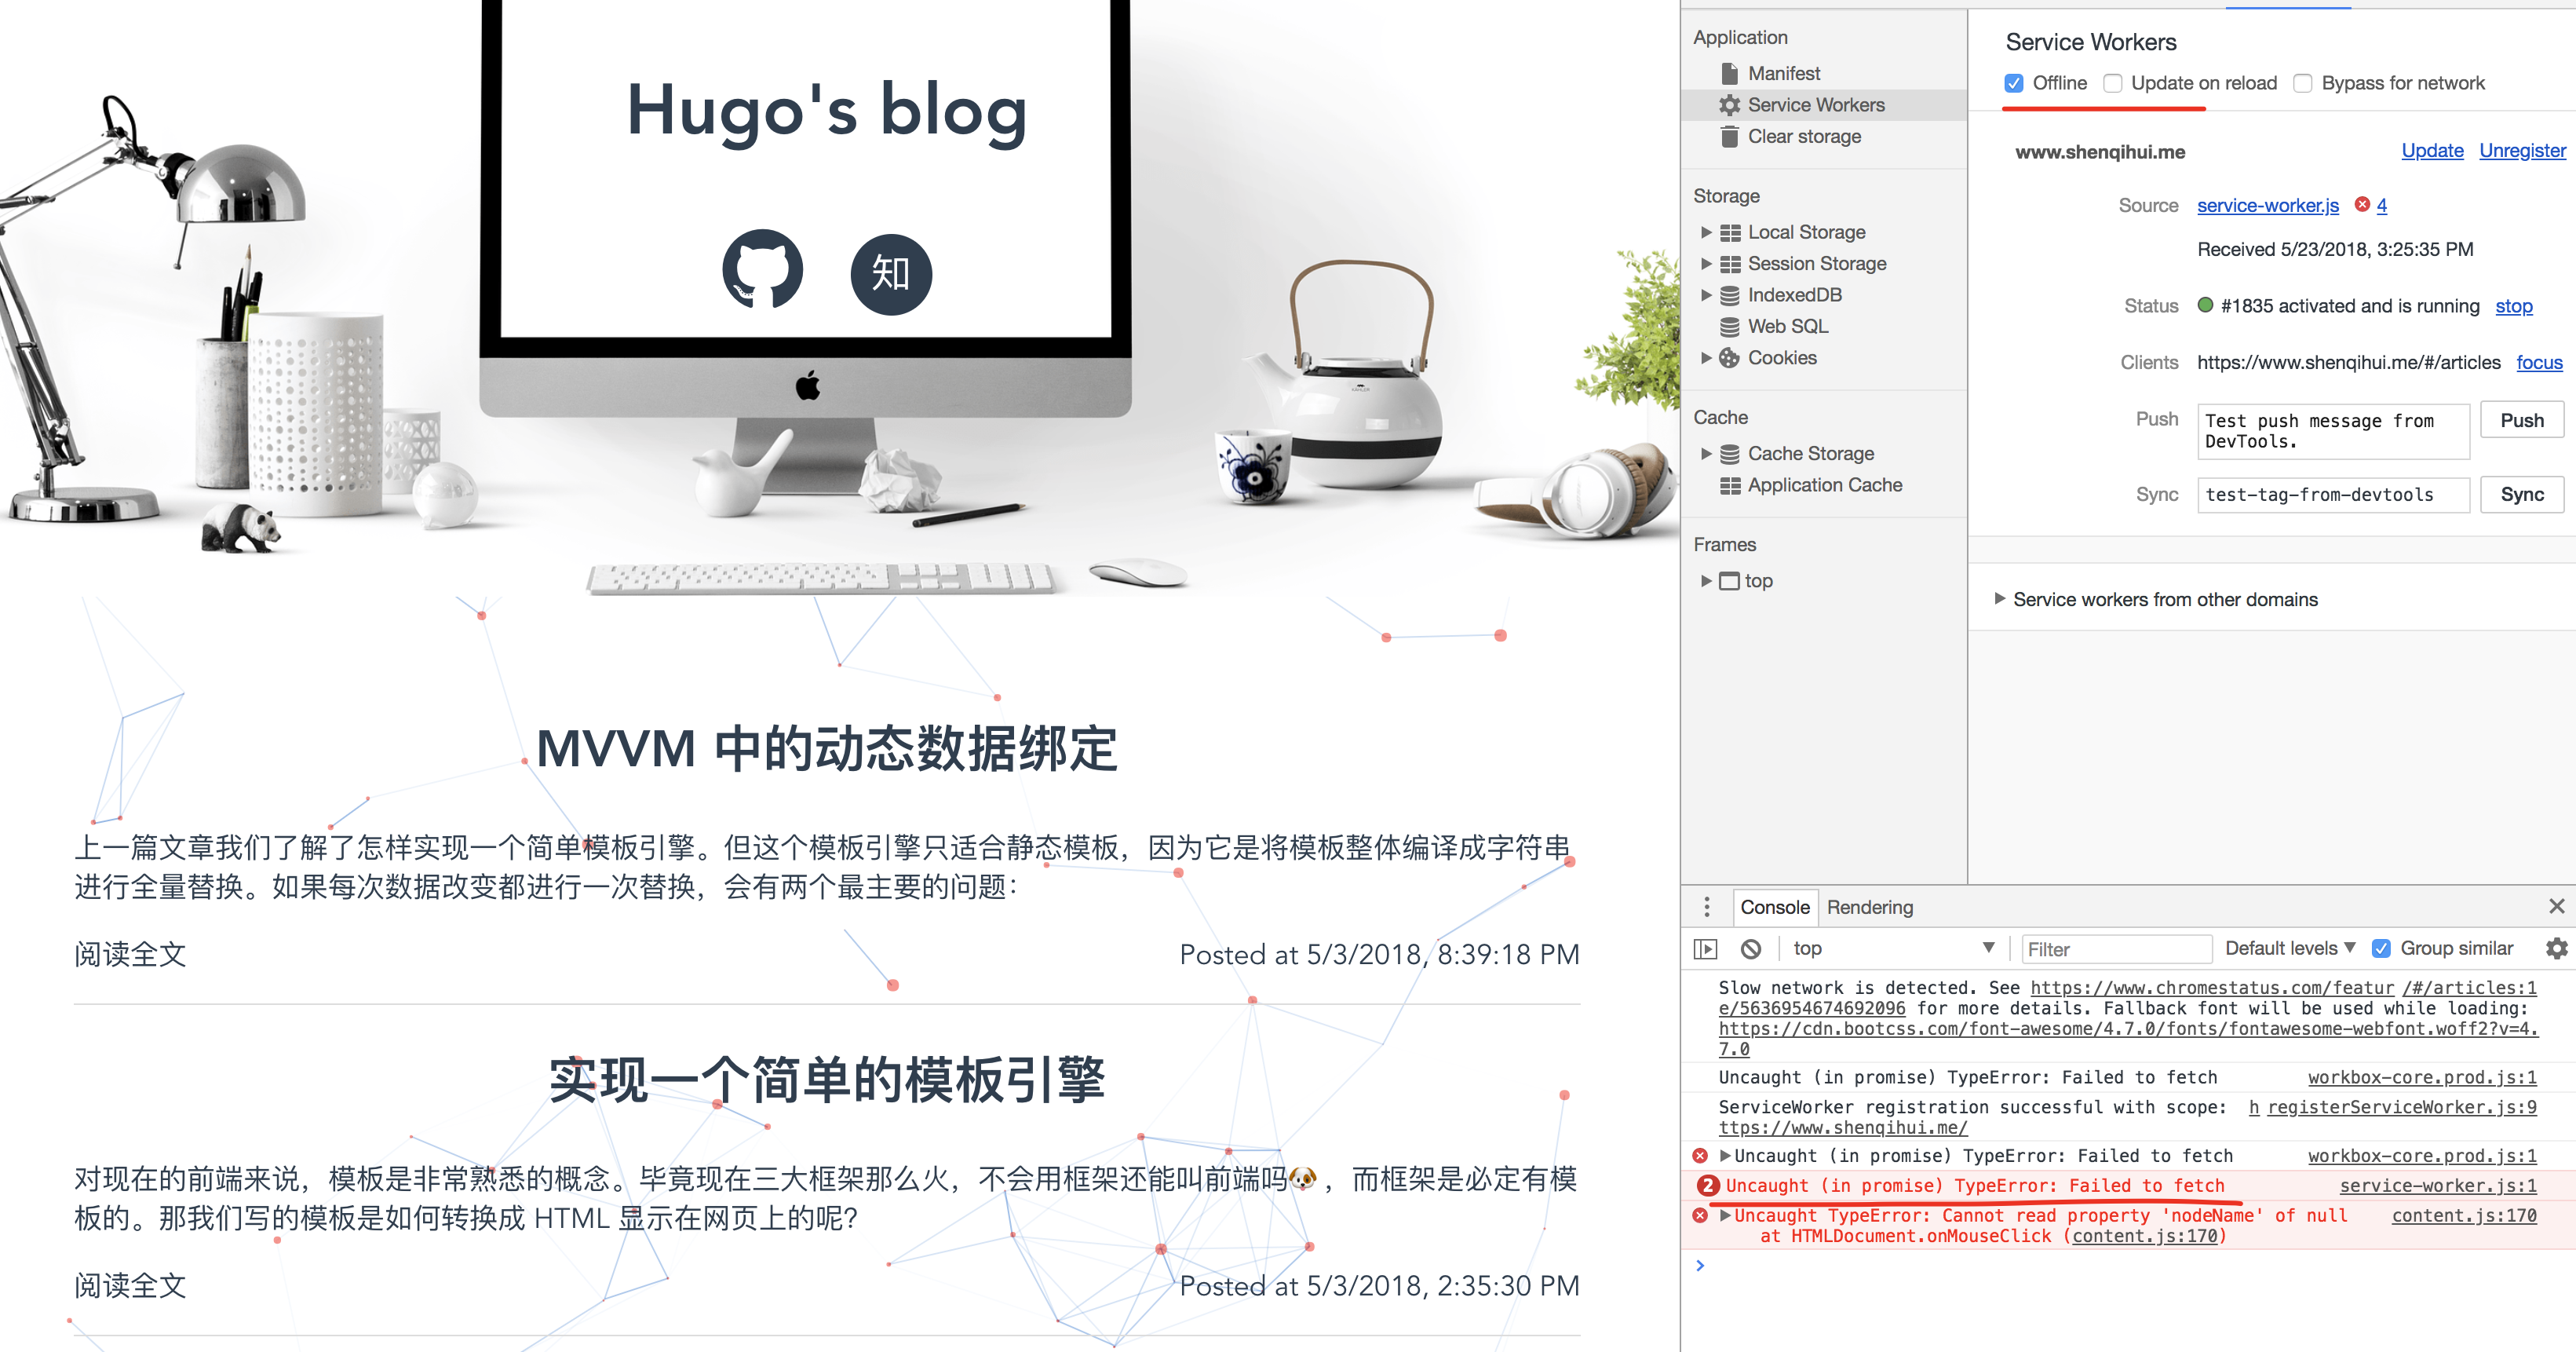 Hugo's blog
知
MVVM 中的动态数据绑定
上一篇文章我们了解了怎样实现一个简单模板引擎。但这个模板引擎只适合静态模板，因为它是将模板整体编译成字符串
进行全量替换。如果每次数据改变都进行一次替换，会有两个最主要的问题：
阅读全文
Posted at 5/3/2018, 8:39:18 PM
实现一个简单的模板引擎
对现在的前端来说，模板是非常熟悉的概念。毕竟现在三大框架那么火，不会用框架还能叫前端吗🐶，而框架是必定有模
板的。那我们写的模板是如何转换成 HTML 显示在网页上的呢？
阅读全文
Posted at 5/3/2018, 2:35:30 PM
Application
Manifest
Service Workers
Clear storage
Storage
Local Storage
Session Storage
IndexedDB
Web SQL
Cookies
Cache
Cache Storage
Application Cache
Frames
top
Service Workers
Offline Update on reload Bypass for network
www.shenqihui.me Update Unregister
Source service-worker.js 4
Received 5/23/2018, 3:25:35 PM
Status #1835 activated and is running stop
Clients https://www.shenqihui.me/#/articles focus
Push Test push message from Push
DevTools.
Sync test-tag-from-devtools Sync
Service workers from other domains
Console Rendering
top Filter Default levels Group similar
Slow network is detected. See https://www.chromestatus.com/featur /#/articles:1
e/5636954674692096 for more details. Fallback font will be used while loading:
https://cdn.bootcss.com/font-awesome/4.7.0/fonts/fontawesome-webfont.woff2?v=4.
7.0
Uncaught (in promise) TypeError: Failed to fetch workbox-core.prod.js:1
ServiceWorker registration successful with scope: h registerServiceWorker.js:9
ttps://www.shenqihui.me/
Uncaught (in promise) TypeError: Failed to fetch workbox-core.prod.js:1
2 Uncaught (in promise) TypeError: Failed to fetch service-worker.js:1
Uncaught TypeError: Cannot read property 'nodeName' of null content.js:170
at HTMLDocument.onMouseClick (content.js:170)